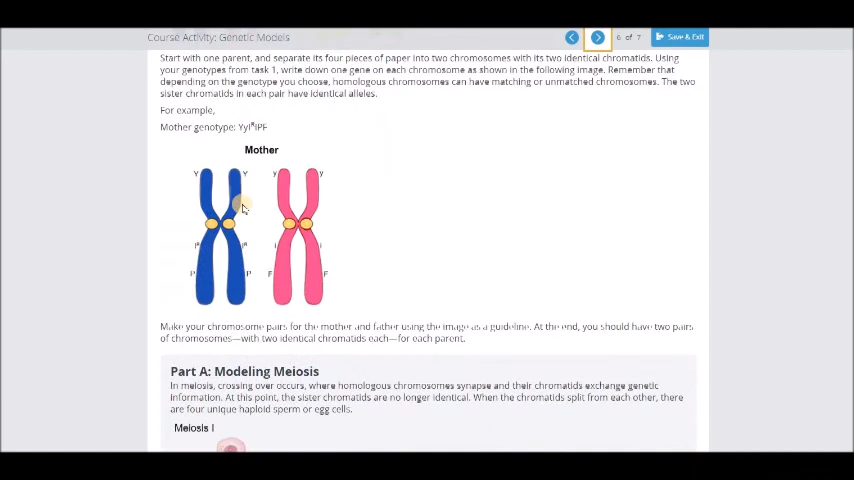 Course Activity: Genetic Models
6 of 7
Save & Exit
Start with one parent, and separate its four pieces of paper into two chromosomes with its two identical chromatids. Using
your genotypes from task 1, write down one gene on each chromosome as shown in the following image. Remember that
depending on the genotype you choose, homologous chromosomes can have matching or unmatched chromosomes. The two
sister chromatids in each pair have identical alleles.
For example,
Mother genotype: YyIᴿiPF
Mother
Y Y y y
Iᴿ Iᴿ i i
P P F F
Make your chromosome pairs for the mother and father using the image as a guideline. At the end, you should have two pairs
of chromosomes—with two identical chromatids each—for each parent.
Part A: Modeling Meiosis
In meiosis, crossing over occurs, where homologous chromosomes synapse and their chromatids exchange genetic
information. At this point, the sister chromatids are no longer identical. When the chromatids split from each other, there
are four unique haploid sperm or egg cells.
Meiosis I